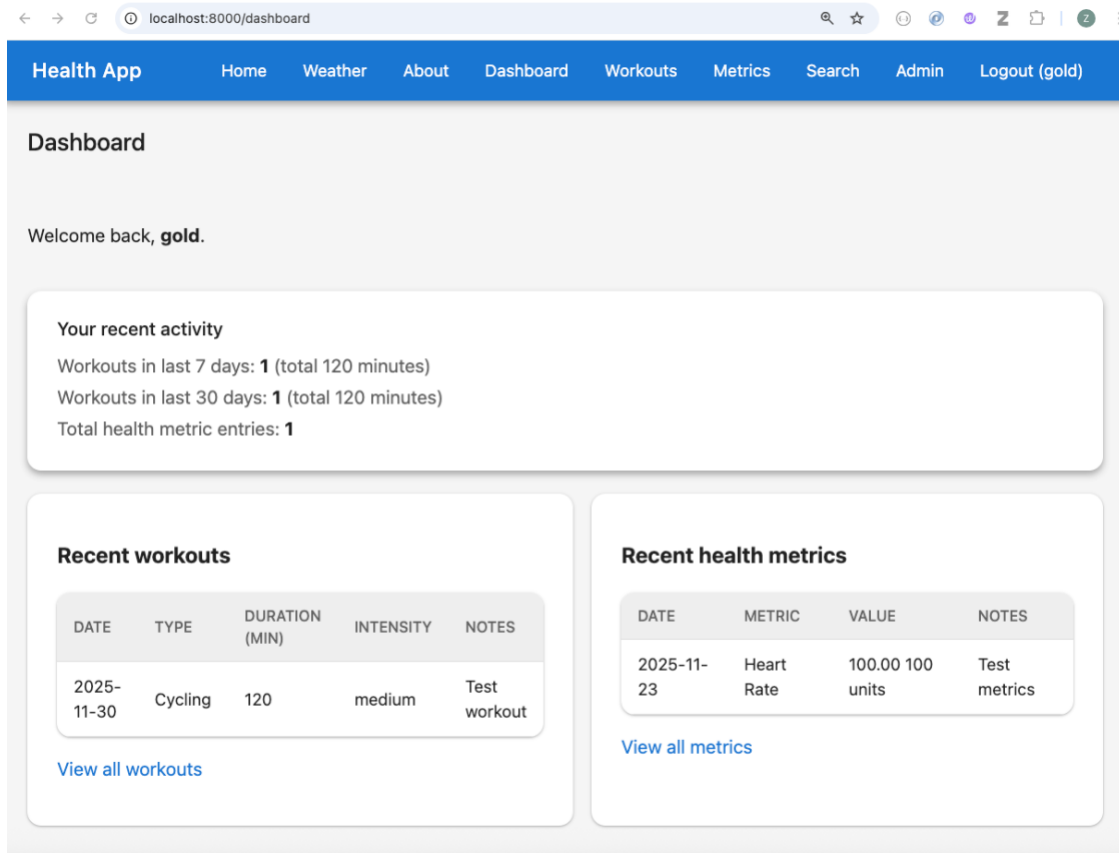 localhost:8000/dashboard
Z
Z
Health App Home Weather About Dashboard Workouts Metrics Search Admin Logout (gold)
Dashboard
Welcome back, gold.
Your recent activity
Workouts in last 7 days: 1 (total 120 minutes)
Workouts in last 30 days: 1 (total 120 minutes)
Total health metric entries: 1
Recent workouts
DATE TYPE DURATION (MIN) INTENSITY NOTES
2025-11-30 Cycling 120 medium Test workout
View all workouts
Recent health metrics
DATE METRIC VALUE NOTES
2025-11-23 Heart Rate 100.00 100 units Test metrics
View all metrics